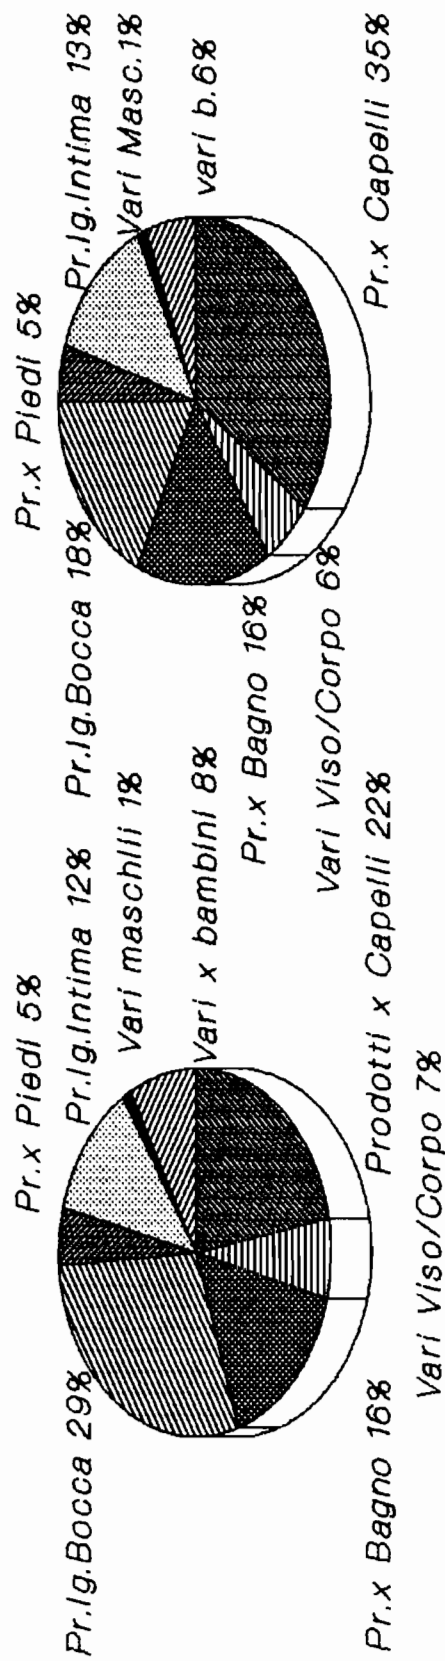 Pr.Ig.Bocca 29%
Pr.x Piedi 5%
Pr.Ig.Intima 12%
Vari maschili 1%
Vari x bambini 8%
Prodotti x Capelli 22%
Vari Viso/Corpo 7%
Pr.x Bagno 16%
Pr.Ig.Bocca 18%
Pr.x Piedi 5%
Pr.Ig.Intima 13%
Vari Masc.1%
vari b.6%
Pr.x Capelli 35%
Vari Viso/Corpo 6%
Pr.x Bagno 16%